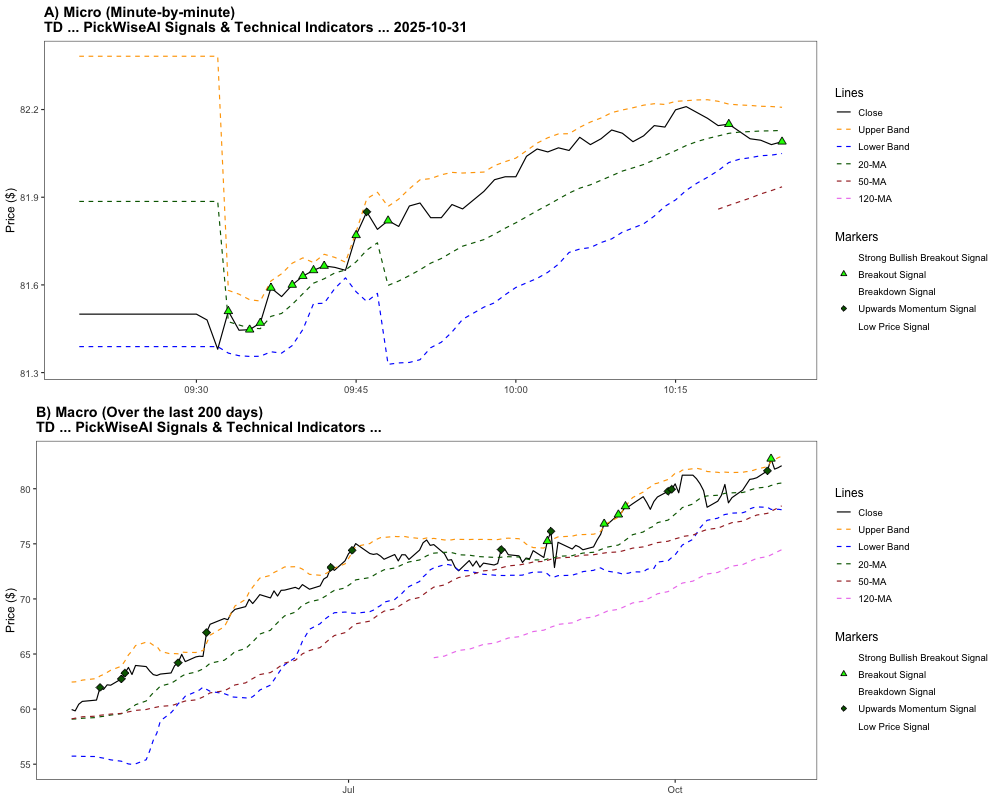 A) Micro (Minute-by-minute)
TD ... PickWiseAI Signals & Technical Indicators ... 2025-10-31
Price ($)
82.2
81.9
81.6
81.3
09:30
09:45
10:00
10:15
Lines
Close
Upper Band
Lower Band
20-MA
50-MA
120-MA
Markers
Strong Bullish Breakout Signal
Breakout Signal
Breakdown Signal
Upwards Momentum Signal
Low Price Signal
B) Macro (Over the last 200 days)
TD ... PickWiseAI Signals & Technical Indicators ...
Price ($)
80
75
70
65
60
55
Jul
Oct
Lines
Close
Upper Band
Lower Band
20-MA
50-MA
120-MA
Markers
Strong Bullish Breakout Signal
Breakout Signal
Breakdown Signal
Upwards Momentum Signal
Low Price Signal